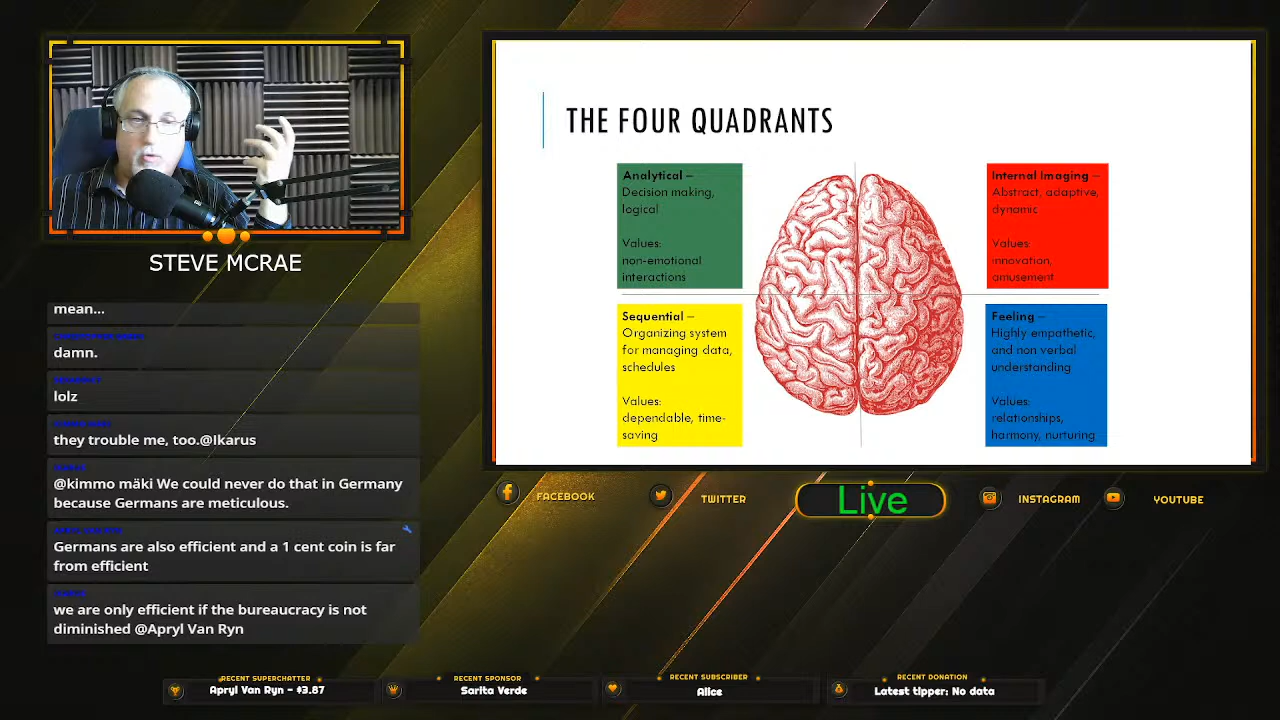 STEVE MCRAE
mean...
damn.
lolz
they trouble me, too.@Ikarus
@kimmo mäki We could never do that in Germany
because Germans are meticulous.
Germans are also efficient and a 1 cent coin is far
from efficient
we are only efficient if the bureaucracy is not
diminished @Apryl Van Ryn
THE FOUR QUADRANTS
Analytical –
Decision making,
logical
Values:
non-emotional
interactions
Internal Imaging –
Abstract, adaptive,
dynamic
Values:
innovation,
amusement
Sequential –
Organizing system
for managing data,
schedules
Values:
dependable, time-
saving
Feeling –
Highly empathetic,
and non verbal
understanding
Values:
relationships,
harmony, nurturing
FACEBOOK
TWITTER
Live
INSTAGRAM
YOUTUBE
RECENT SUPERCHATTER
Apryl Van Ryn - $3.87
RECENT SPONSOR
Sarita Verde
RECENT SUBSCRIBER
Alice
RECENT DONATION
Latest tipper: No data